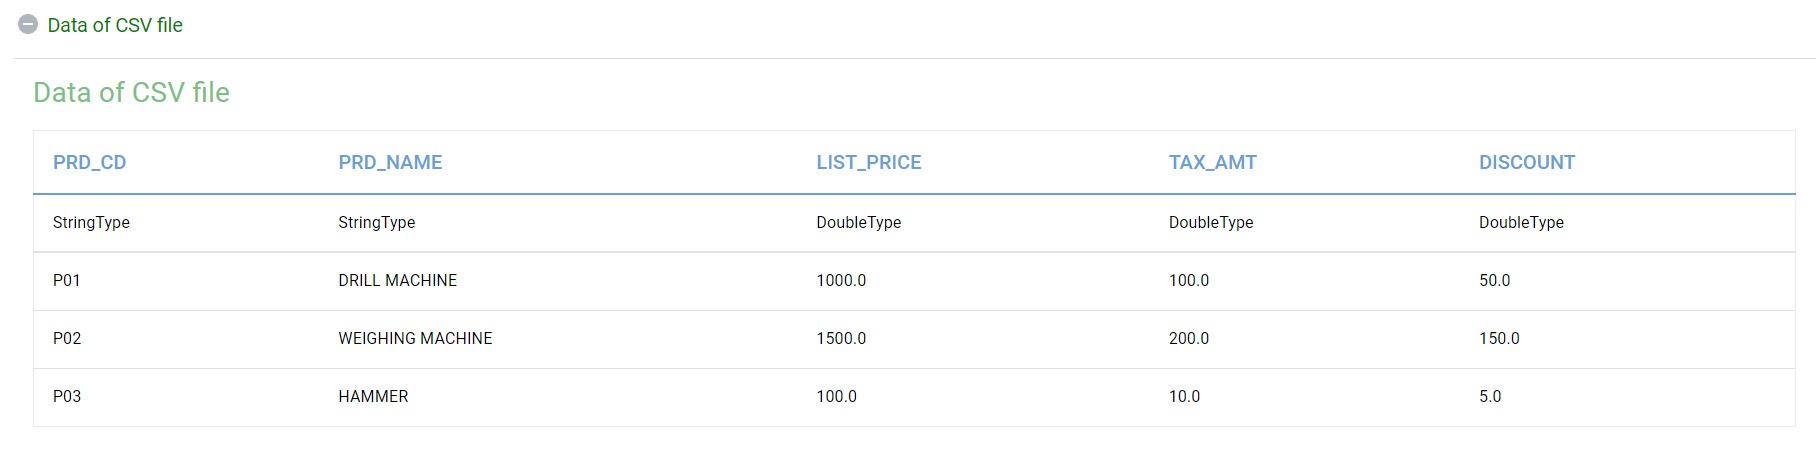 Data of CSV file
Data of CSV file
PRD_CD PRD_NAME LIST_PRICE TAX_AMT DISCOUNT
StringType StringType DoubleType DoubleType DoubleType
P01 DRILL MACHINE 1000.0 100.0 50.0
P02 WEIGHING MACHINE 1500.0 200.0 150.0
P03 HAMMER 100.0 10.0 5.0